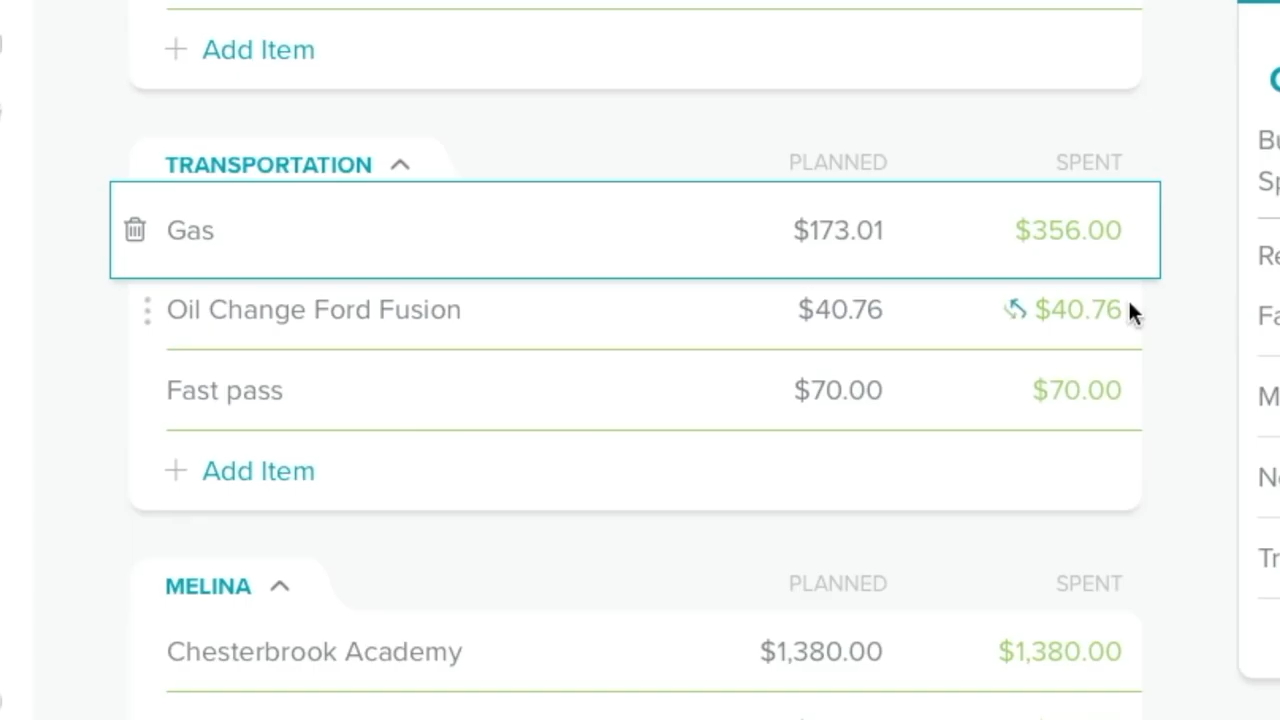 + Add Item
TRANSPORTATION PLANNED SPENT
Gas $173.01 $356.00
Oil Change Ford Fusion $40.76 $40.76
Fast pass $70.00 $70.00
+ Add Item
MELINA PLANNED SPENT
Chesterbrook Academy $1,380.00 $1,380.00